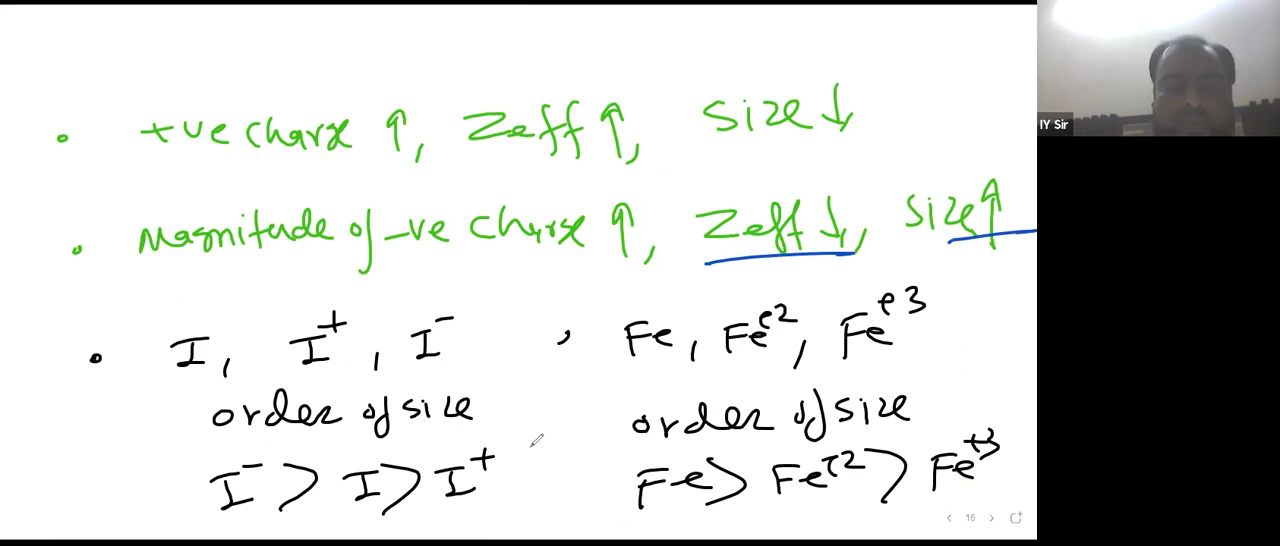 • +ve charge ↑, Zeff ↑, Size ↓
• Magnitude of -ve charge ↑, Zeff ↓, Size ↑
• I, I⁺, I⁻ , Fe, Fe⁺², Fe⁺³
order of size order of size
I⁻ > I > I⁺ Fe > Fe⁺² > Fe⁺³
IY Sir
< 16 >